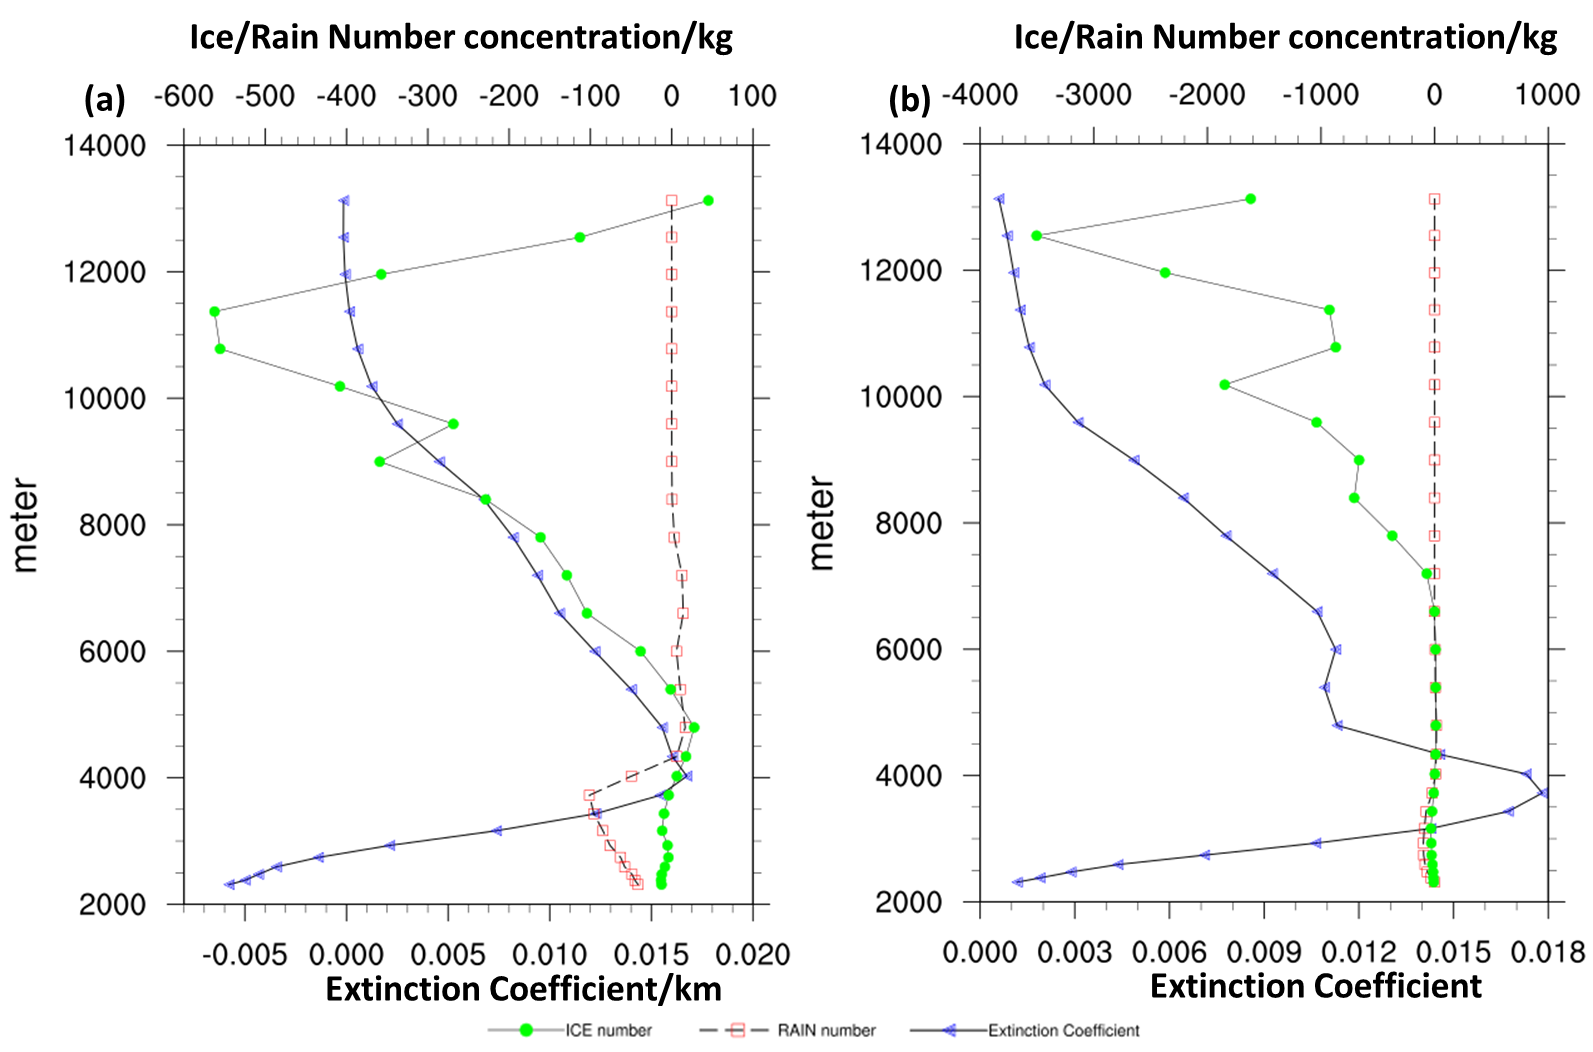 Ice/Rain Number concentration/kg
Ice/Rain Number concentration/kg
(a) -600 -500 -400 -300 -200 -100 0 100
(b) -4000 -3000 -2000 -1000 0 1000
14000
12000
10000
8000
6000
4000
2000
meter
14000
12000
10000
8000
6000
4000
2000
meter
-0.005 0.000 0.005 0.010 0.015 0.020
0.000 0.003 0.006 0.009 0.012 0.015 0.018
Extinction Coefficient/km
Extinction Coefficient
ICE number RAIN number Extinction Coefficient